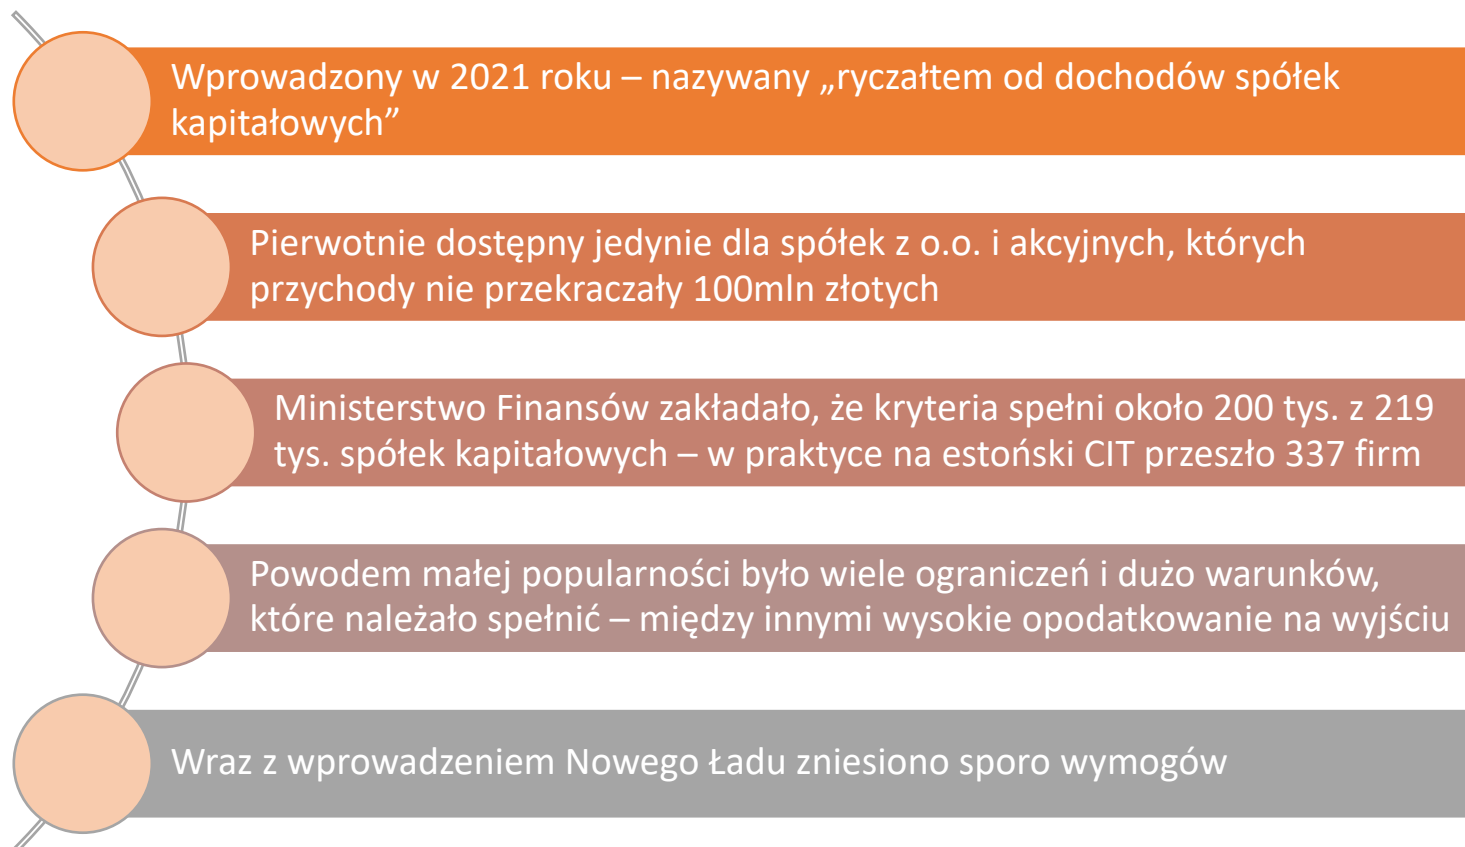 Wprowadzony w 2021 roku – nazywany „ryczałtem od dochodów spółek
kapitałowych”
Pierwotnie dostępny jedynie dla spółek z o.o. i akcyjnych, których
przychody nie przekraczały 100mln złotych
Ministerstwo Finansów zakładało, że kryteria spełni około 200 tys. z 219
tys. spółek kapitałowych – w praktyce na estoński CIT przeszło 337 firm
Powodem małej popularności było wiele ograniczeń i dużo warunków,
które należało spełnić – między innymi wysokie opodatkowanie na wyjściu
Wraz z wprowadzeniem Nowego Ładu zniesiono sporo wymogów